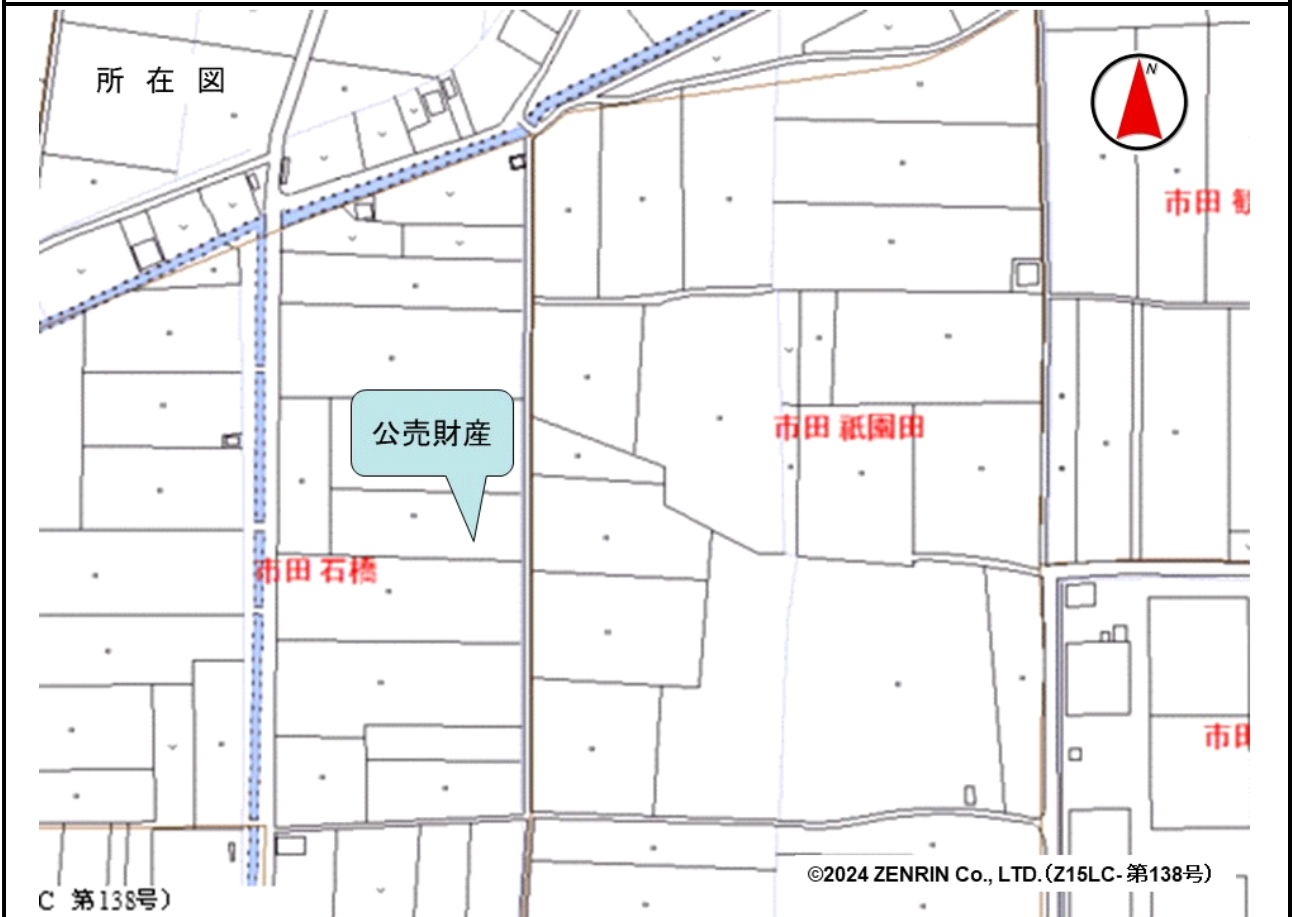 所在図
N
市田 勧
公売財産
市田 祇園田
市田 石橋
市田
©2024 ZENRIN Co., LTD.(Z15LC-第138号)
C 第138号)